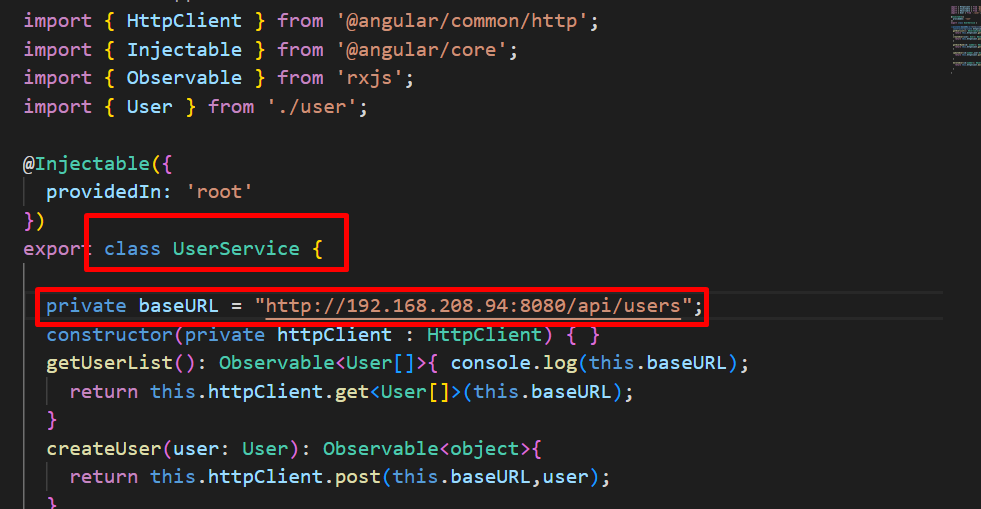 import { HttpClient } from '@angular/common/http';
import { Injectable } from '@angular/core';
import { Observable } from 'rxjs';
import { User } from './user';
@Injectable({
providedIn: 'root'
})
export class UserService {
private baseURL = "http://192.168.208.94:8080/api/users";
constructor(private httpClient : HttpClient) { }
getUserList(): Observable<User[]>{ console.log(this.baseURL);
return this.httpClient.get<User[]>(this.baseURL);
}
createUser(user: User): Observable<object>{
return this.httpClient.post(this.baseURL,user);
}